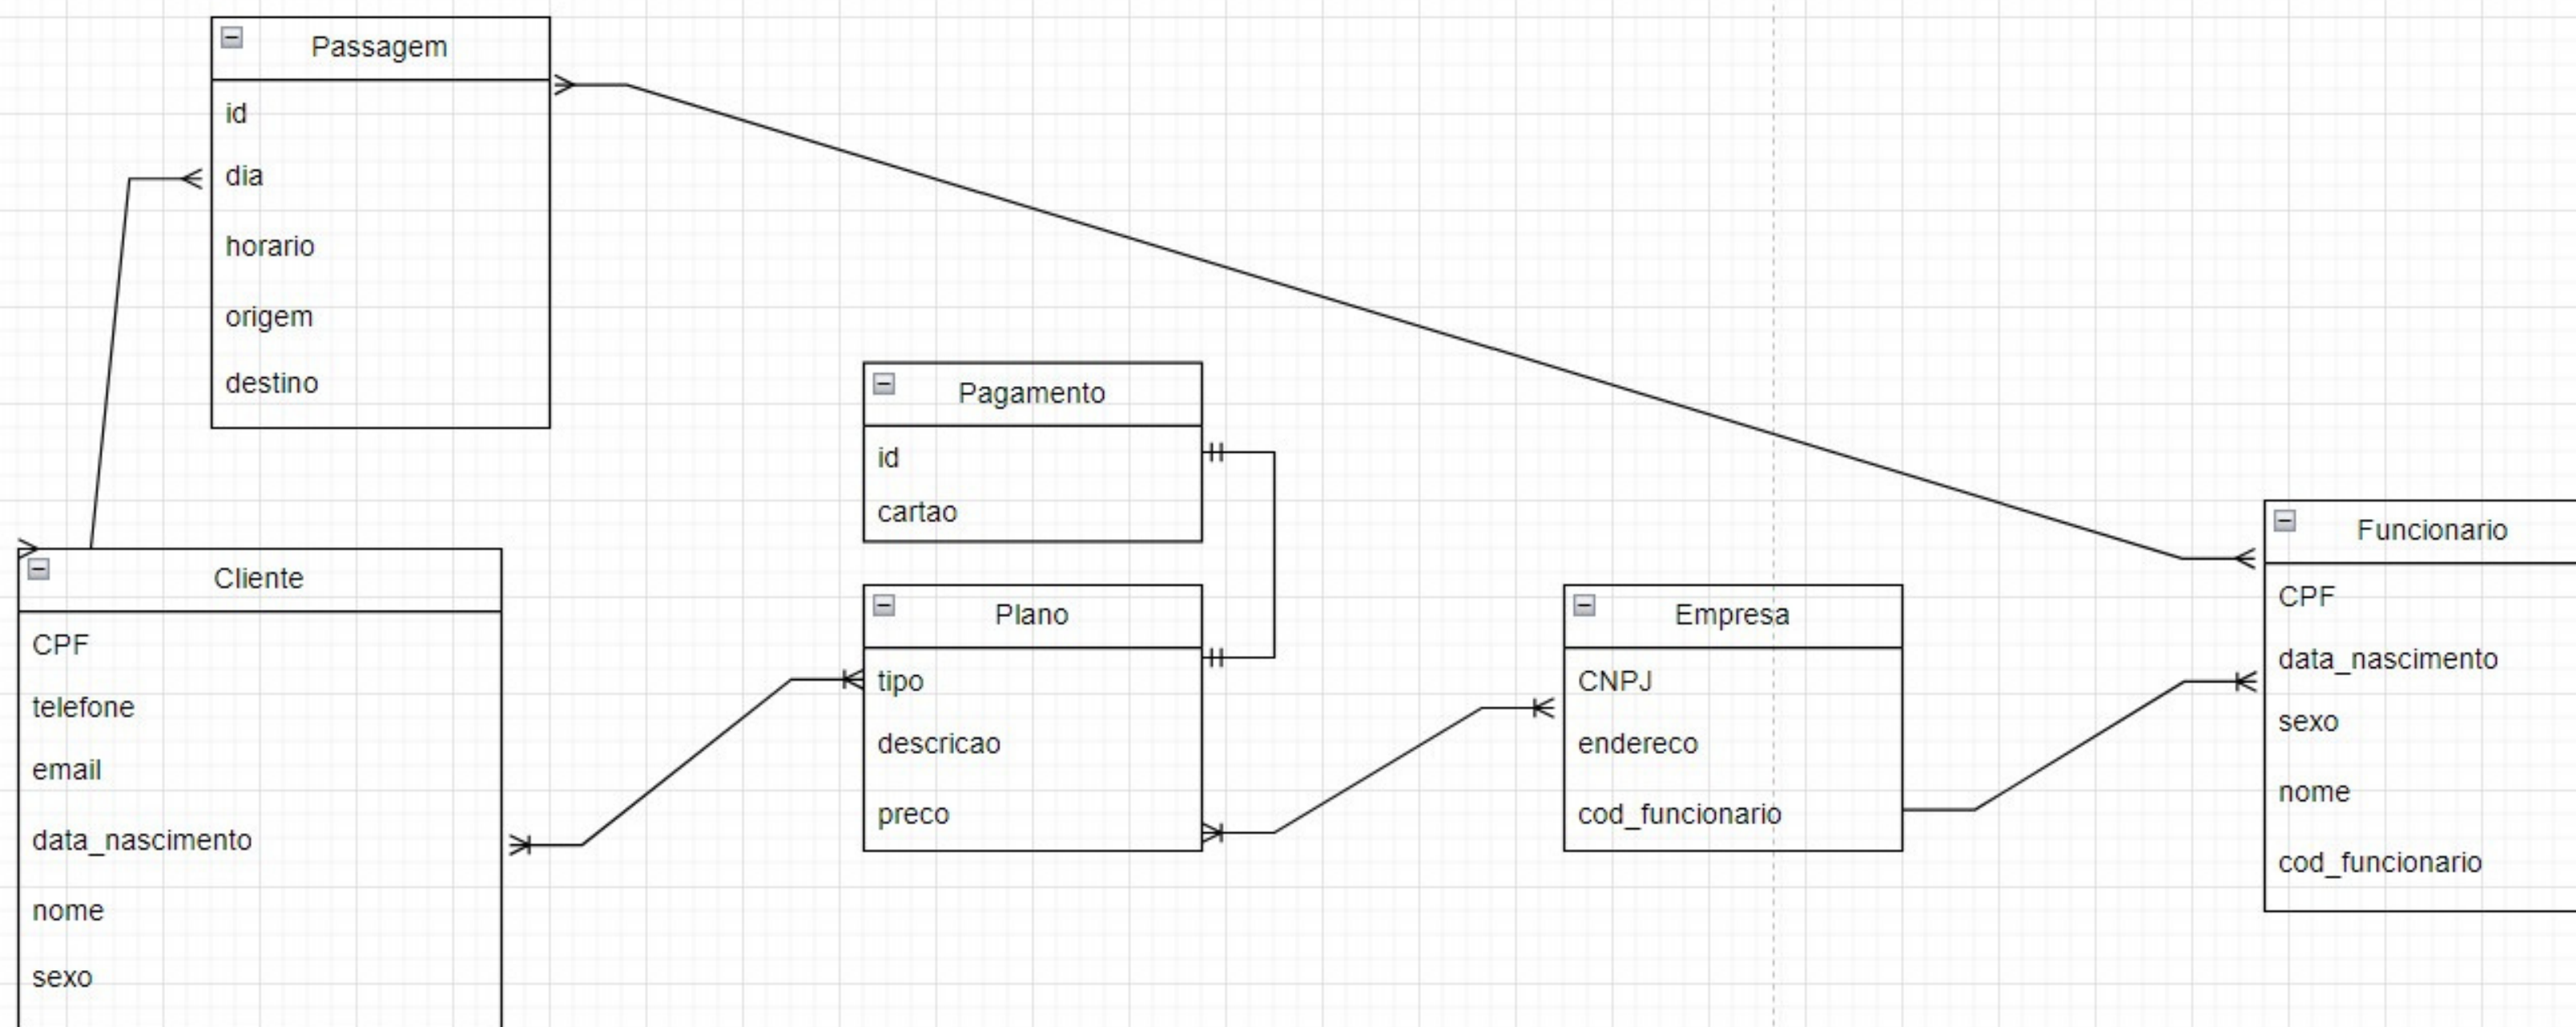 Passagem
id
dia
horario
origem
destino
Pagamento
id
cartao
Cliente
CPF
telefone
email
data_nascimento
nome
sexo
Plano
tipo
descricao
preco
Empresa
CNPJ
endereco
cod_funcionario
Funcionario
CPF
data_nascimento
sexo
nome
cod_funcionario